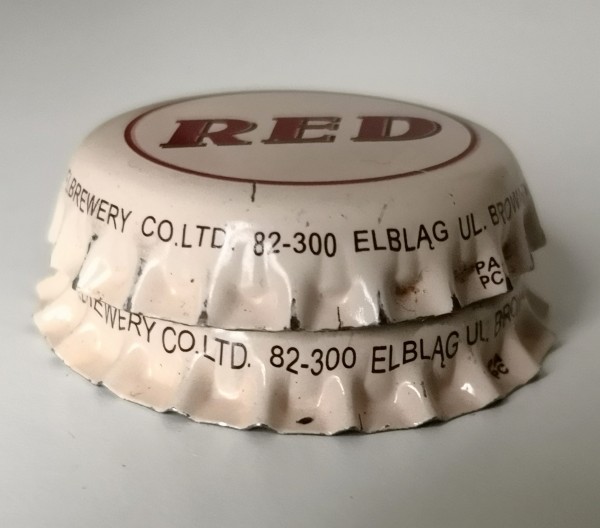 RED
BREWERY CO.LTD. 82-300 ELBLĄG UL. BROW
PA
PC
BREWERY CO.LTD. 82-300 ELBLĄG UL. BRO
PC